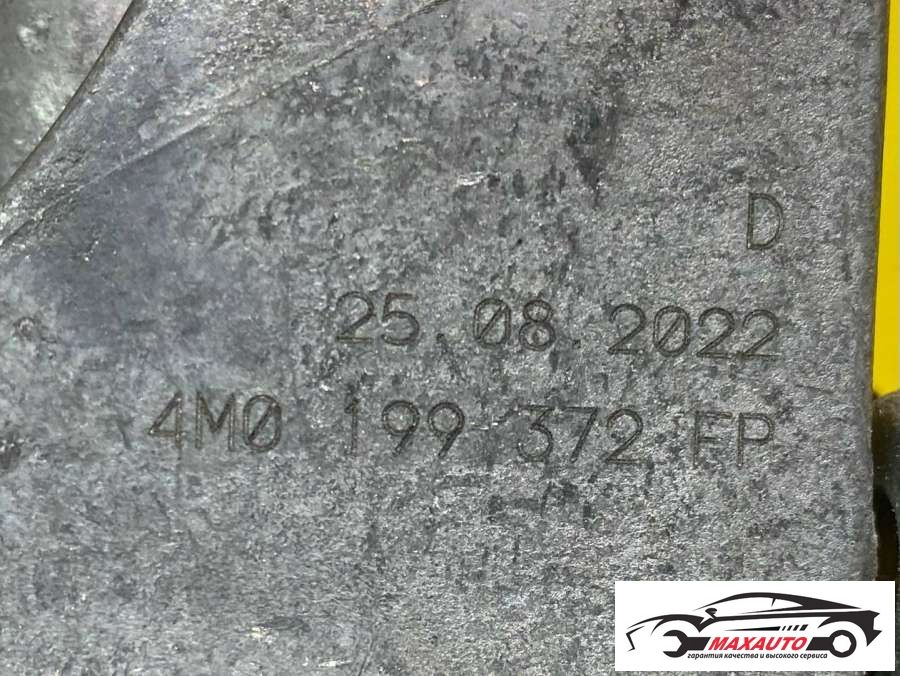 D
25.08.2022
4M0 199 372 FP
MAXAUTO
гарантия качества и высокого сервиса